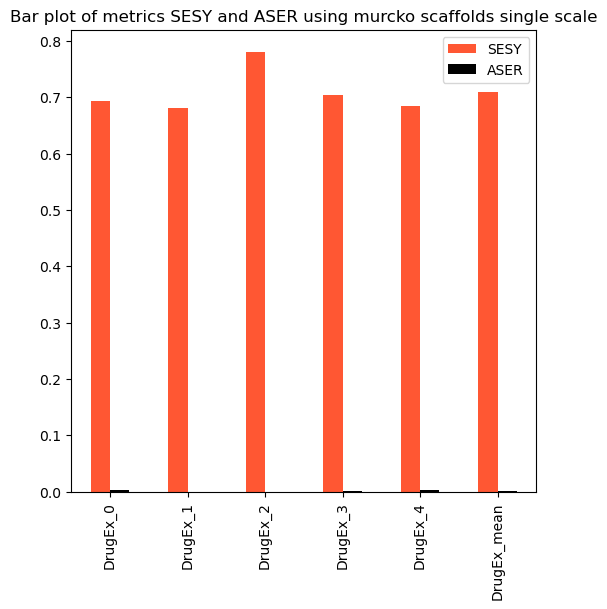 Bar plot of metrics SESY and ASER using murcko scaffolds single scale
SESY
ASER
0.8
0.7
0.6
0.5
0.4
0.3
0.2
0.1
0.0
DrugEx_0
DrugEx_1
DrugEx_2
DrugEx_3
DrugEx_4
DrugEx_mean